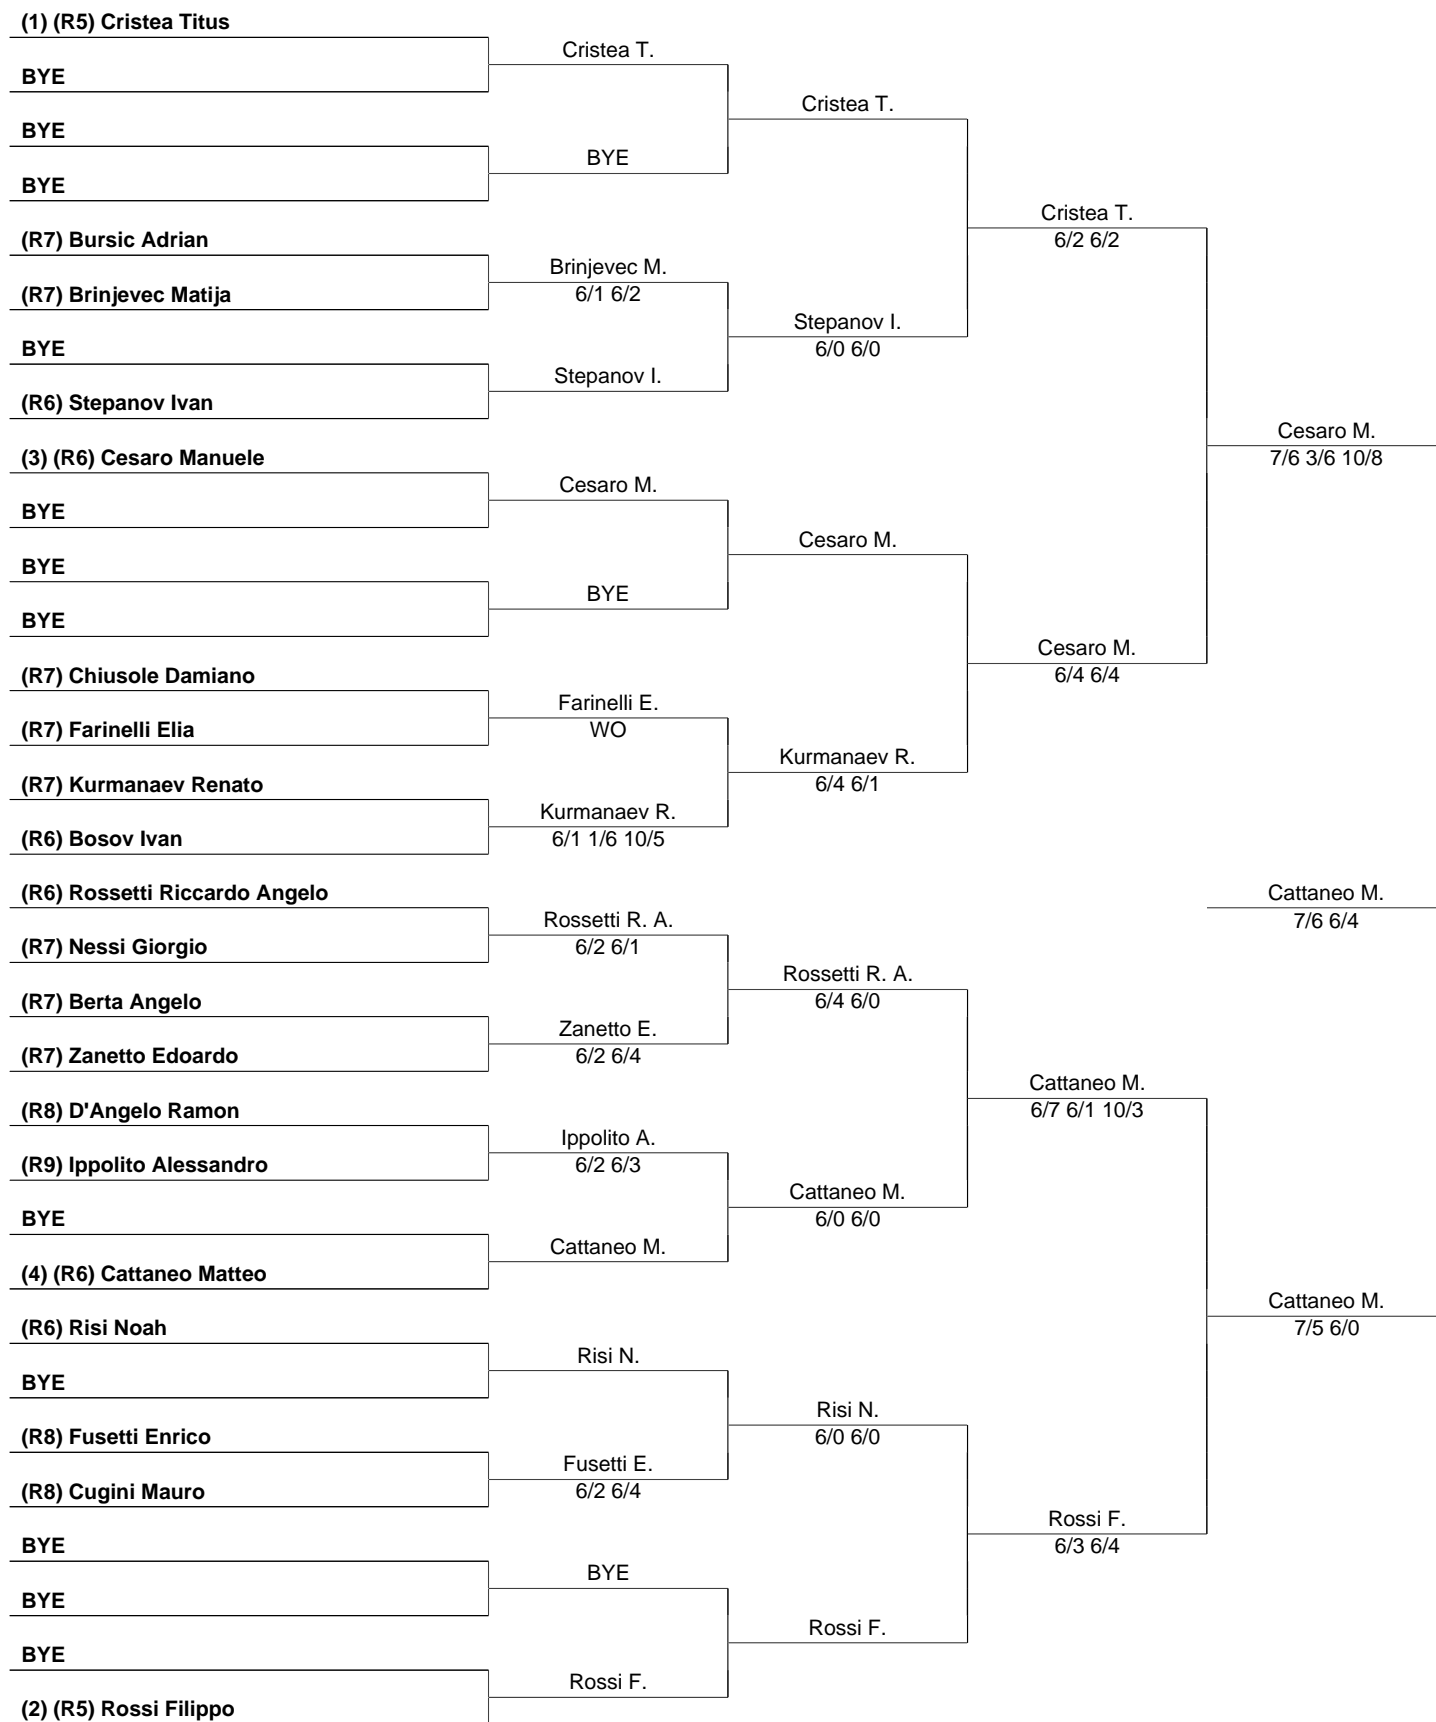 (1) (R5) Cristea Titus
BYE
BYE
BYE
(R7) Bursic Adrian
(R7) Brinjevec Matija
BYE
(R6) Stepanov Ivan
(3) (R6) Cesaro Manuele
BYE
BYE
BYE
(R7) Chiusole Damiano
(R7) Farinelli Elia
(R7) Kurmanaev Renato
(R6) Bosov Ivan
(R6) Rossetti Riccardo Angelo
(R7) Nessi Giorgio
(R7) Berta Angelo
(R7) Zanetto Edoardo
(R8) D'Angelo Ramon
(R9) Ippolito Alessandro
BYE
(4) (R6) Cattaneo Matteo
(R6) Risi Noah
BYE
(R8) Fusetti Enrico
(R8) Cugini Mauro
BYE
BYE
BYE
(2) (R5) Rossi Filippo
Cristea T.
BYE
Brinjevec M.
6/1 6/2
Stepanov I.
Cesaro M.
BYE
Farinelli E.
WO
Kurmanaev R.
6/1 1/6 10/5
Rossetti R. A.
6/2 6/1
Zanetto E.
6/2 6/4
Ippolito A.
6/2 6/3
Cattaneo M.
Risi N.
Fusetti E.
6/2 6/4
BYE
Rossi F.
Cristea T.
Stepanov I.
6/0 6/0
Cesaro M.
Kurmanaev R.
6/4 6/1
Rossetti R. A.
6/4 6/0
Cattaneo M.
6/0 6/0
Risi N.
6/0 6/0
Rossi F.
Cristea T.
6/2 6/2
Cesaro M.
6/4 6/4
Cattaneo M.
6/7 6/1 10/3
Rossi F.
6/3 6/4
Cesaro M.
7/6 3/6 10/8
Cattaneo M.
7/6 6/4
Cattaneo M.
7/5 6/0